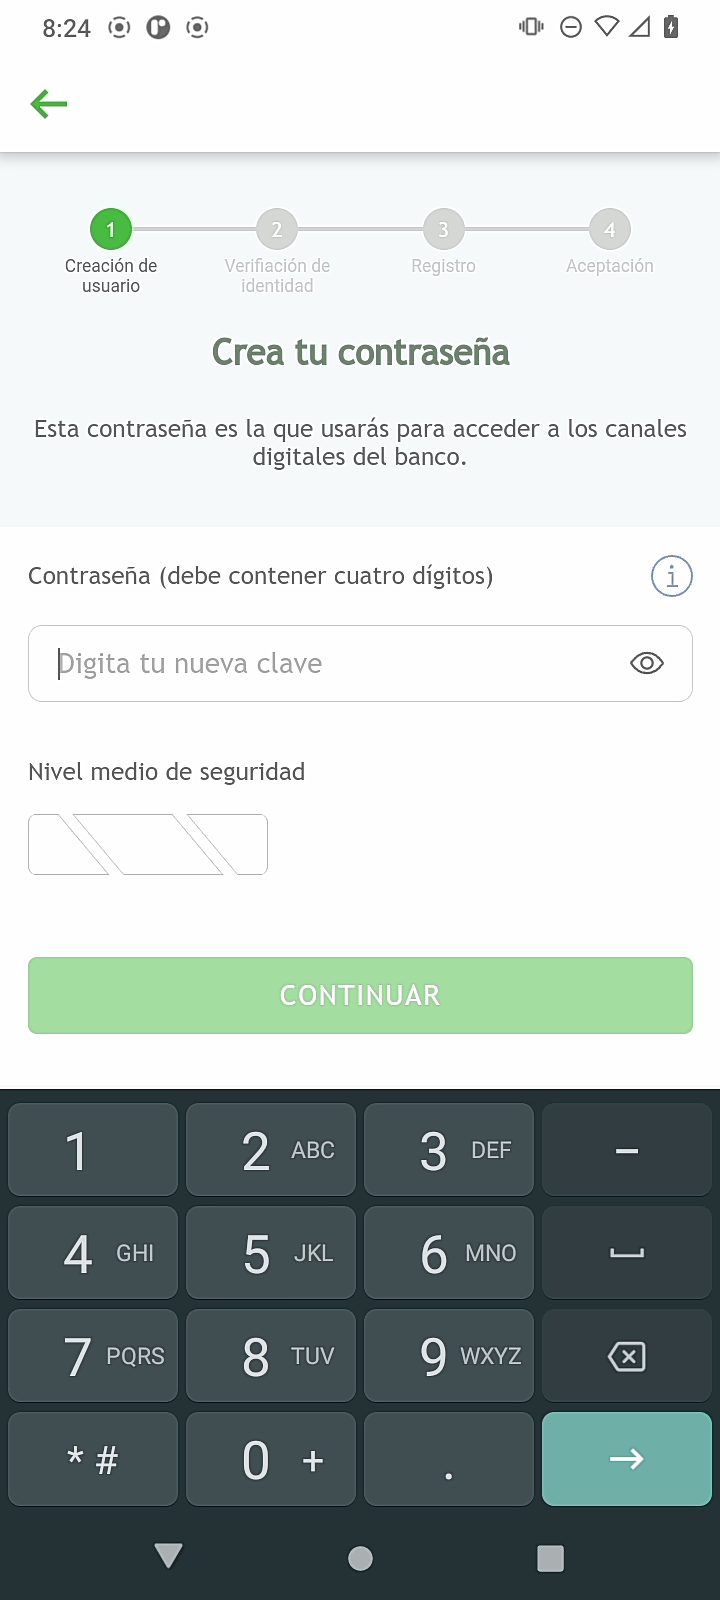 8:24
1
2
3
4
Creación de
usuario
Verifiación de
identidad
Registro
Aceptación
Crea tu contraseña
Esta contraseña es la que usarás para acceder a los canales
digitales del banco.
Contraseña (debe contener cuatro dígitos)
i
Digita tu nueva clave
Nivel medio de seguridad
CONTINUAR
1
2 ABC
3 DEF
–
4 GHI
5 JKL
6 MNO
7 PQRS
8 TUV
9 WXYZ
* #
0 +
.